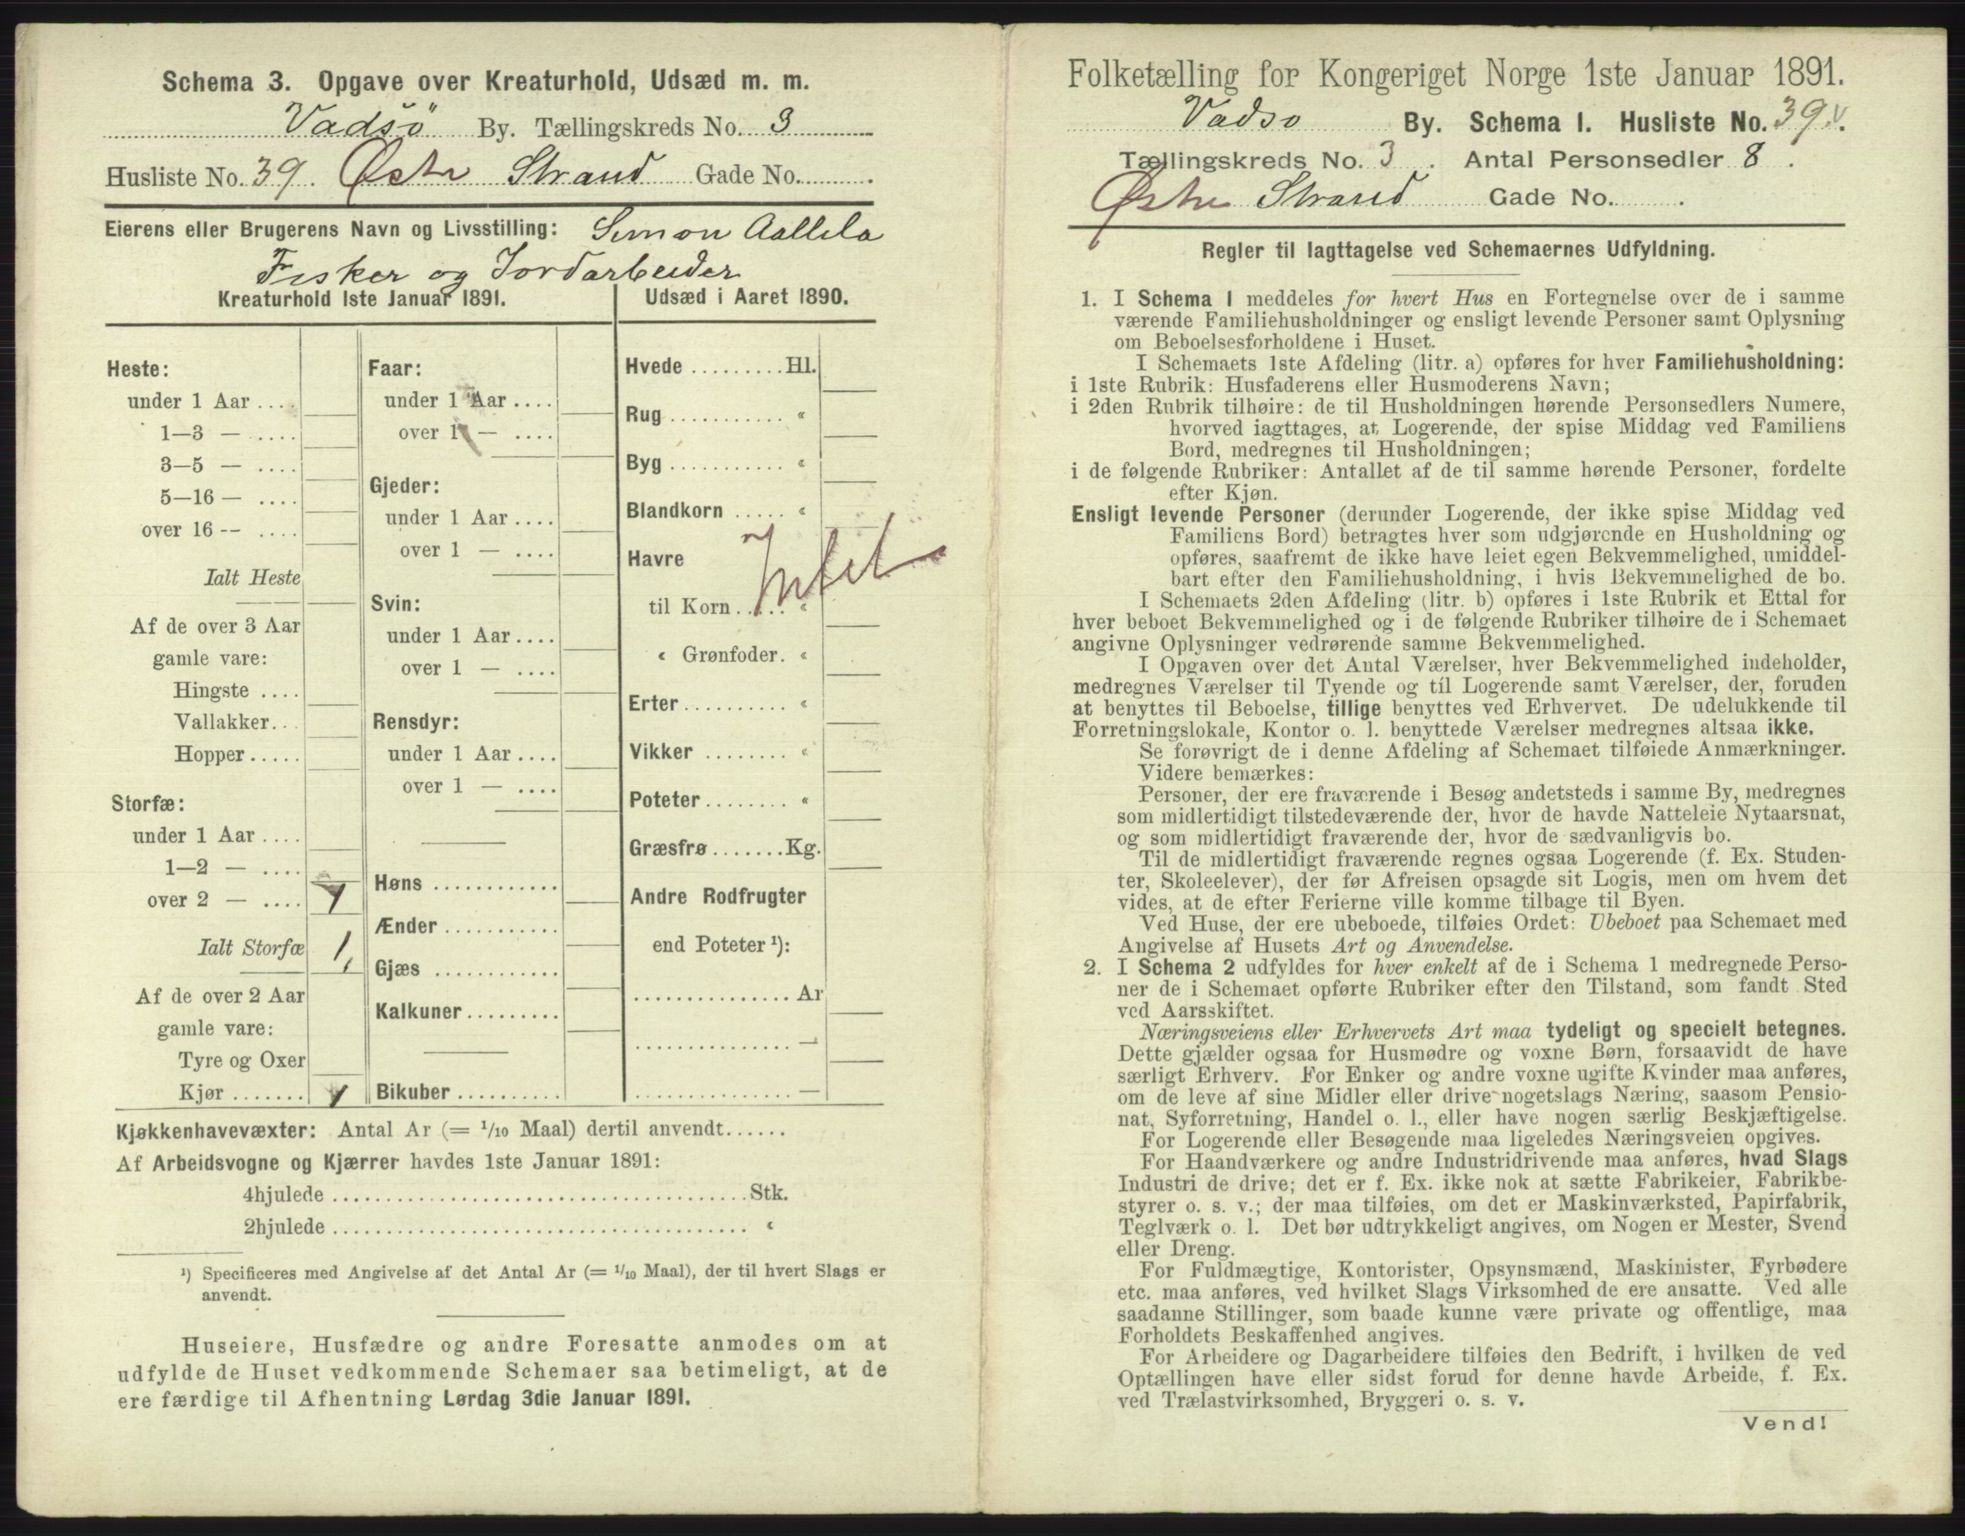 Schema 3. Opgave over Kreaturhold, Udsæd m. m.
Vadsö By. Tællingskreds No. 3
Husliste No. 39. Østre Strand Gade No.
Eierens eller Brugerens Navn og Livsstilling: Simon Aallila
Fisker og Jordarbeider
Kreaturhold 1ste Januar 1891.
Heste:
under 1 Aar ....
1—3 — ....
3—5 — ....
5—16 — ....
over 16 -- ....
Ialt Heste
Af de over 3 Aar
gamle vare:
Hingste ....
Vallakker...
Hopper.....
Storfæ:
under 1 Aar ....
1—2 — ....
over 2 — .... 1
Ialt Storfæ 1,
Af de over 2 Aar
gamle vare:
Tyre og Oxer
Kjør ....... 1
Faar:
under 1 Aar ....
over 1 — ....
Gjeder:
under 1 Aar ....
over 1 — ....
Svin:
under 1 Aar ....
over 1 — ....
Rensdyr:
under 1 Aar ....
over 1 — ....
Høns ............
Ænder ...........
Gjæs ............
Kalkuner.........
Bikuber ..........
Udsæd i Aaret 1890.
Hvede .........Hl.
Rug ........... “
Byg ........... “
Blandkorn ..... “
Havre
til Korn...... “
“ Grønfoder. “
Intet
Erter .......... “
Vikker ........ “
Poteter........ “
Græsfrø .......Kg.
Andre Rodfrugter
end Poteter ¹):
............... Ar
............... —
............... —
Kjøkkenhavevæxter: Antal Ar (= 1/10 Maal) dertil anvendt......
Af Arbeidsvogne og Kjærrer havdes 1ste Januar 1891:
4hjulede ........................................Stk.
2hjulede ........................................ “
¹) Specificeres med Angivelse af det Antal Ar (= 1/10 Maal), der til hvert Slags er
anvendt.
Huseiere, Husfædre og andre Foresatte anmodes om at
udfylde de Huset vedkommende Schemaer saa betimeligt, at de
ere færdige til Afhentning Lørdag 3die Januar 1891.
Folketælling for Kongeriget Norge 1ste Januar 1891.
Vadso By. Schema 1. Husliste No. 39.
Tællingskreds No. 3 . Antal Personsedler 8 .
Østre Strand Gade No. .
Regler til Iagttagelse ved Schemaernes Udfyldning.
1. I Schema 1 meddeles for hvert Hus en Fortegnelse over de i samme
værende Familiehusholdninger og ensligt levende Personer samt Oplysning
om Beboelsesforholdene i Huset.
I Schemaets 1ste Afdeling (litr. a) opføres for hver Familiehusholdning:
i 1ste Rubrik: Husfaderens eller Husmoderens Navn;
i 2den Rubrik tilhøire: de til Husholdningen hørende Personsedlers Numere,
hvorved iagttages, at Logerende, der spise Middag ved Familiens
Bord, medregnes til Husholdningen;
i de følgende Rubriker: Antallet af de til samme hørende Personer, fordelte
efter Kjøn.
Ensligt levende Personer (derunder Logerende, der ikke spise Middag ved
Familiens Bord) betragtes hver som udgjørende en Husholdning og
opføres, saafremt de ikke have leiet egen Bekvemmelighed, umiddel-
bart efter den Familiehusholdning, i hvis Bekvemmelighed de bo.
I Schemaets 2den Afdeling (litr. b) opføres i 1ste Rubrik et Ettal for
hver beboet Bekvemmelighed og i de følgende Rubriker tilhøire de i Schemaet
angivne Oplysninger vedrørende samme Bekvemmelighed.
I Opgaven over det Antal Værelser, hver Bekvemmelighed indeholder,
medregnes Værelser til Tyende og til Logerende samt Værelser, der, foruden
at benyttes til Beboelse, tillige benyttes ved Erhvervet. De udelukkende til
Forretningslokale, Kontor o. l. benyttede Værelser medregnes altsaa ikke.
Se forøvrigt de i denne Afdeling af Schemaet tilføiede Anmærkninger.
Videre bemærkes:
Personer, der ere fraværende i Besøg andetsteds i samme By, medregnes
som midlertidigt tilstedeværende der, hvor de havde Natteleie Nytaarsnat,
og som midlertidigt fraværende der, hvor de sædvanligvis bo.
Til de midlertidigt fraværende regnes ogsaa Logerende (f. Ex. Studen-
ter, Skoleelever), der før Afreisen opsagde sit Logis, men om hvem det
vides, at de efter Ferierne ville komme tilbage til Byen.
Ved Huse, der ere ubeboede, tilføies Ordet: Ubeboet paa Schemaet med
Angivelse af Husets Art og Anvendelse.
2. I Schema 2 udfyldes for hver enkelt af de i Schema 1 medregnede Perso-
ner de i Schemaet opførte Rubriker efter den Tilstand, som fandt Sted
ved Aarsskiftet.
Næringsveiens eller Erhvervets Art maa tydeligt og specielt betegnes.
Dette gjælder ogsaa for Husmødre og voxne Børn, forsaavidt de have
særligt Erhverv. For Enker og andre voxne ugifte Kvinder maa anføres,
om de leve af sine Midler eller drive nogetslags Næring, saasom Pensio-
nat, Syforretning, Handel o. l., eller have nogen særlig Beskjæftigelse.
For Logerende eller Besøgende maa ligeledes Næringsveien opgives.
For Haandværkere og andre Industridrivende maa anføres, hvad Slags
Industri de drive; det er f. Ex. ikke nok at sætte Fabrikeier, Fabrikbe-
styrer o. s. v.; der maa tilføies, om det er Maskinværksted, Papirfabrik,
Teglværk o. l. Det bør udtrykkeligt angives, om Nogen er Mester, Svend
eller Dreng.
For Fuldmægtige, Kontorister, Opsynsmænd, Maskinister, Fyrbødere
etc. maa anføres, ved hvilket Slags Virksomhed de ere ansatte. Ved alle
saadanne Stillinger, som baade kunne være private og offentlige, maa
Forholdets Beskaffenhed angives.
For Arbeidere og Dagarbeidere tilføies den Bedrift, i hvilken de ved
Optællingen have eller sidst forud for denne havde Arbeide, f. Ex.
ved Trælastvirksomhed, Bryggeri o. s. v.
Vend!